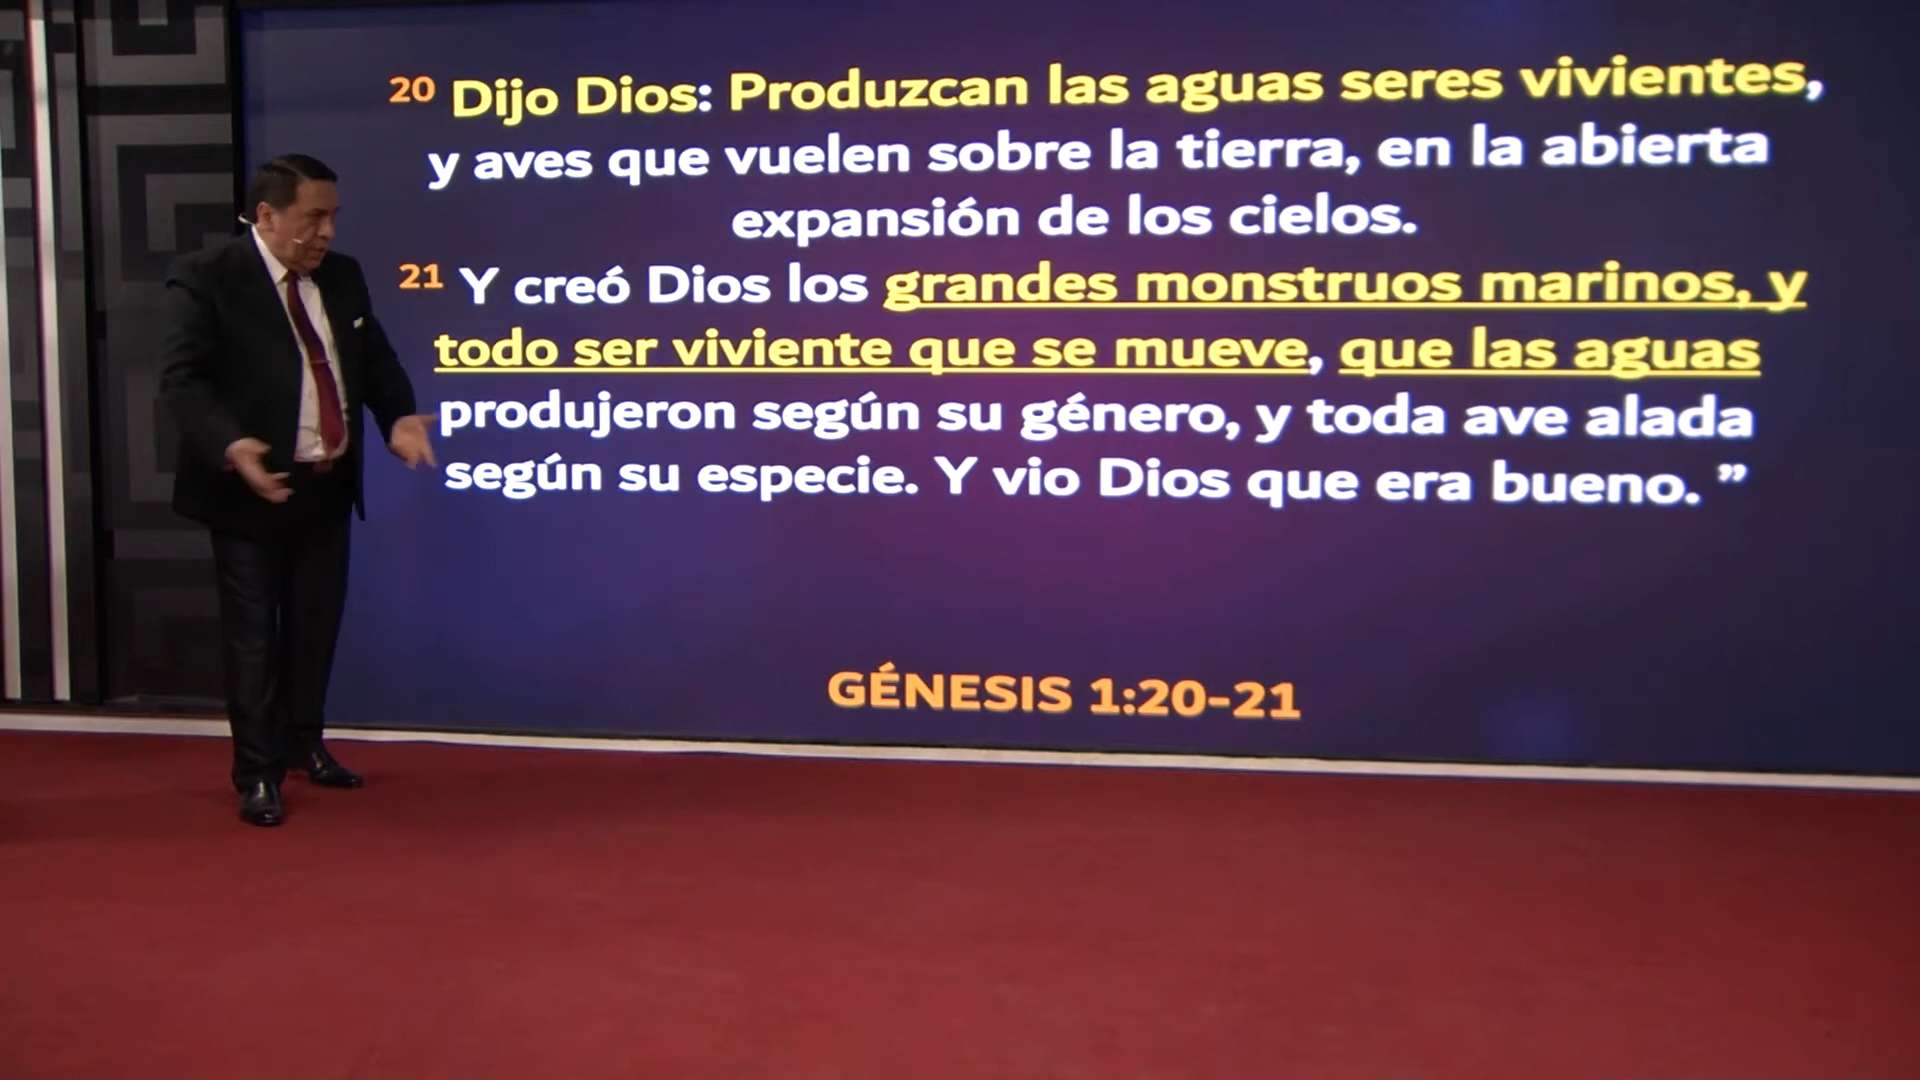 20 Dijo Dios: Produzcan las aguas seres vivientes,
y aves que vuelen sobre la tierra, en la abierta
expansión de los cielos.
21 Y creó Dios los grandes monstruos marinos, y
todo ser viviente que se mueve, que las aguas
produjeron según su género, y toda ave alada
según su especie. Y vio Dios que era bueno. ”
GÉNESIS 1:20-21